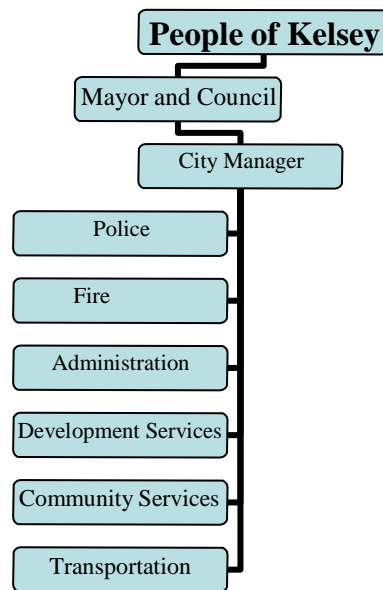 People of Kelsey
Mayor and Council
City Manager
Police
Fire
Administration
Development Services
Community Services
Transportation